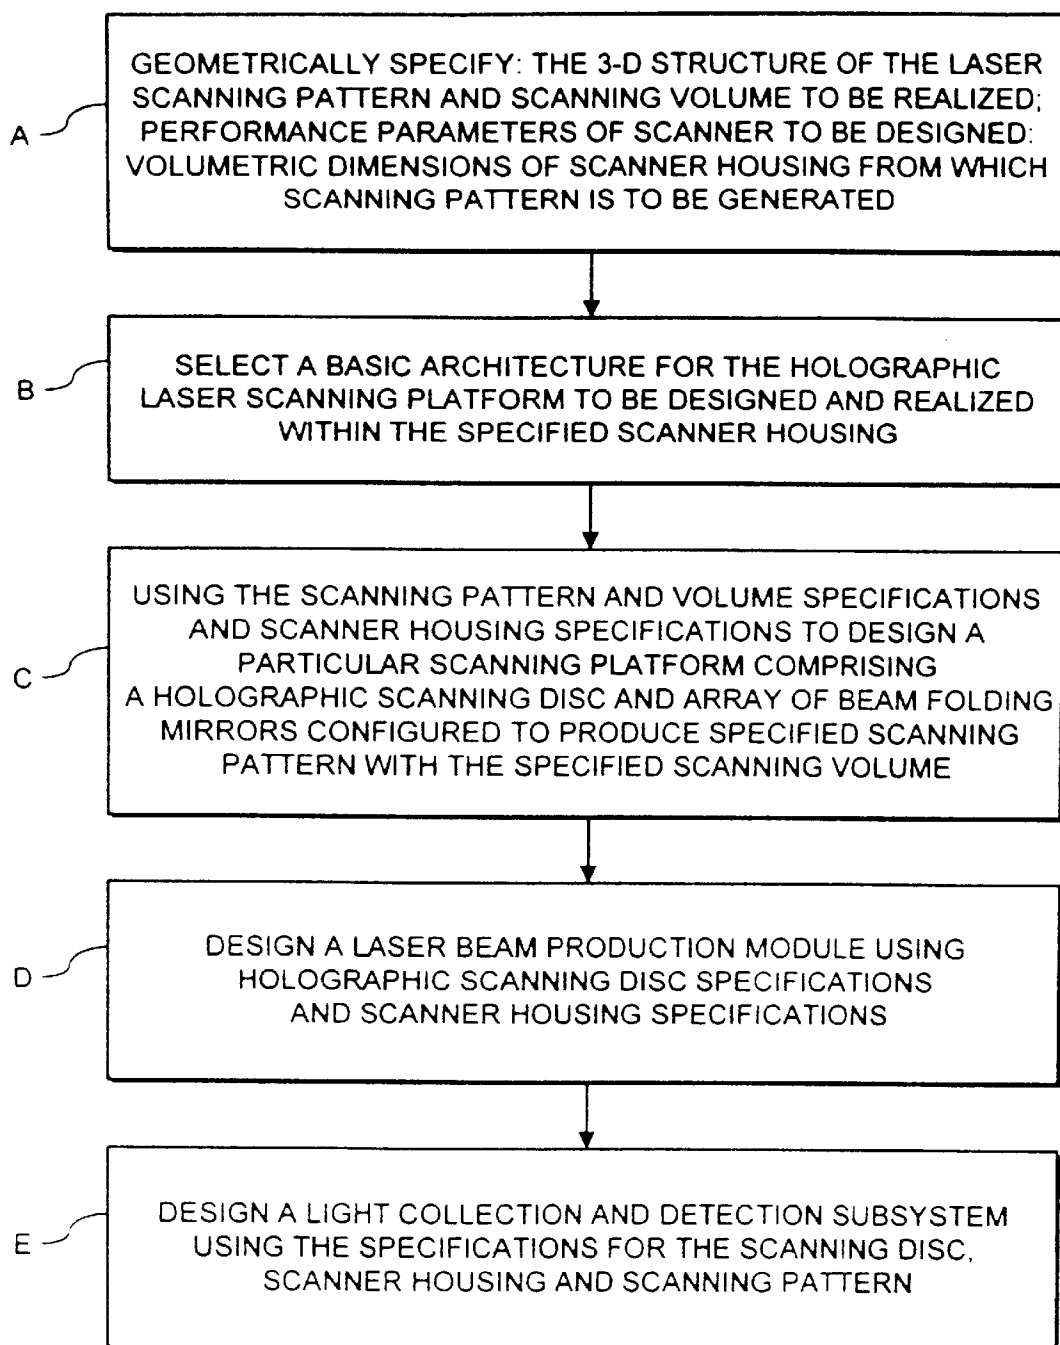 A
GEOMETRICALLY SPECIFY: THE 3-D STRUCTURE OF THE LASER
SCANNING PATTERN AND SCANNING VOLUME TO BE REALIZED;
PERFORMANCE PARAMETERS OF SCANNER TO BE DESIGNED:
VOLUMETRIC DIMENSIONS OF SCANNER HOUSING FROM WHICH
SCANNING PATTERN IS TO BE GENERATED
B
SELECT A BASIC ARCHITECTURE FOR THE HOLOGRAPHIC
LASER SCANNING PLATFORM TO BE DESIGNED AND REALIZED
WITHIN THE SPECIFIED SCANNER HOUSING
C
USING THE SCANNING PATTERN AND VOLUME SPECIFICATIONS
AND SCANNER HOUSING SPECIFICATIONS TO DESIGN A
PARTICULAR SCANNING PLATFORM COMPRISING
A HOLOGRAPHIC SCANNING DISC AND ARRAY OF BEAM FOLDING
MIRRORS CONFIGURED TO PRODUCE SPECIFIED SCANNING
PATTERN WITH THE SPECIFIED SCANNING VOLUME
D
DESIGN A LASER BEAM PRODUCTION MODULE USING
HOLOGRAPHIC SCANNING DISC SPECIFICATIONS
AND SCANNER HOUSING SPECIFICATIONS
E
DESIGN A LIGHT COLLECTION AND DETECTION SUBSYSTEM
USING THE SPECIFICATIONS FOR THE SCANNING DISC,
SCANNER HOUSING AND SCANNING PATTERN